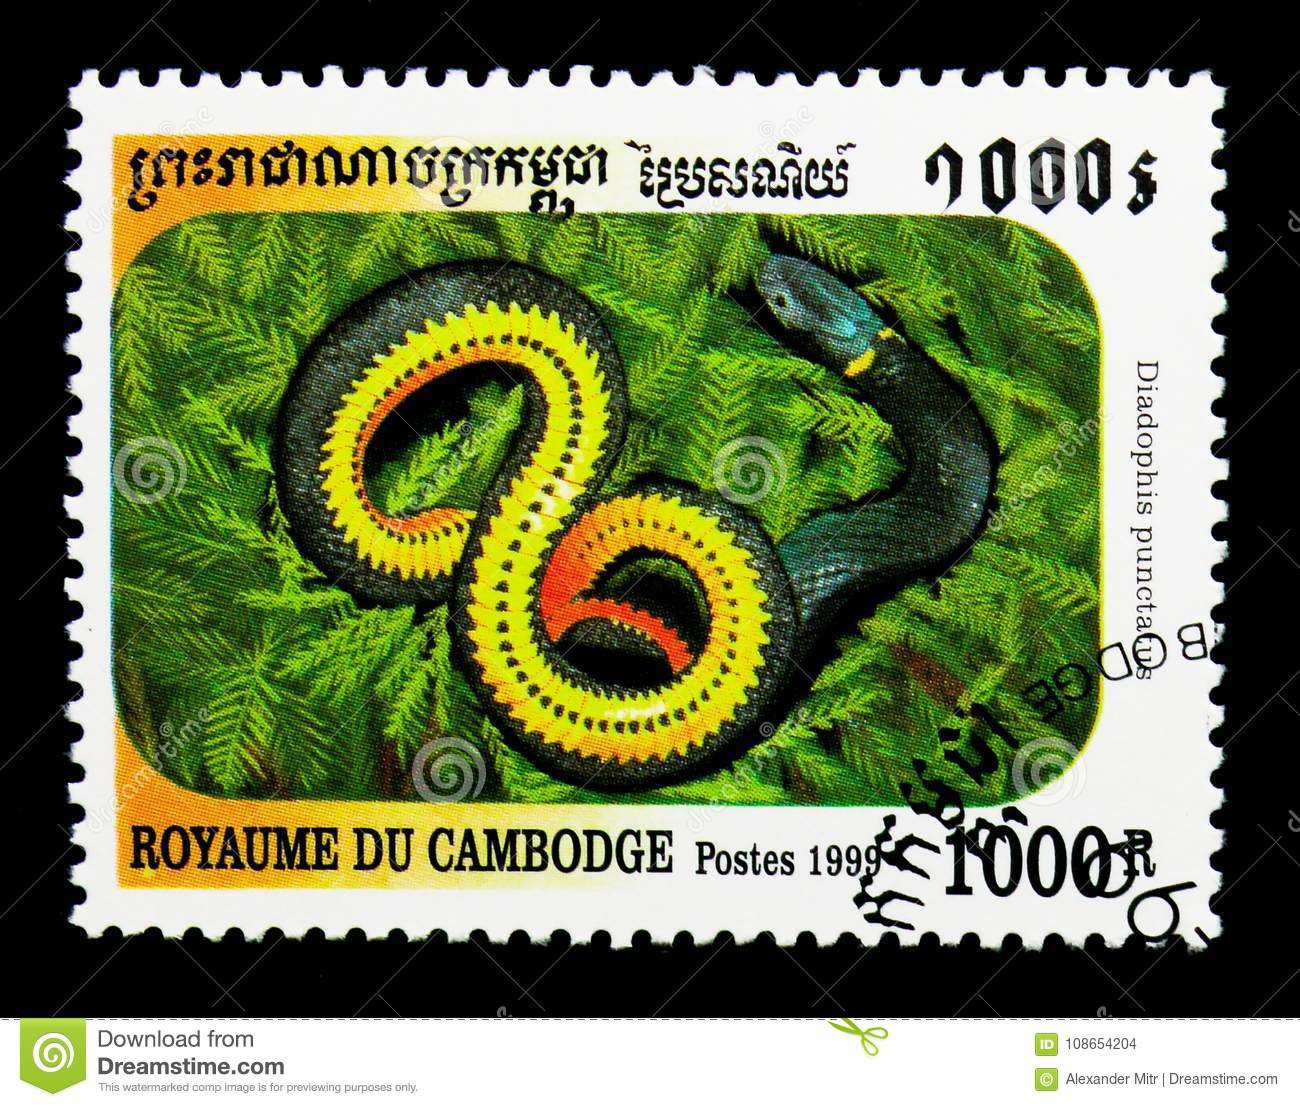 ព្រះរាជាណាចក្រកម្ពុជា ប្រៃសណីយ៍ ១០០០៛
Diadophis punctatus
ROYAUME DU CAMBODGE Postes 1999 1000R
BODGE
Download from
Dreamstime.com
This watermarked comp image is for previewing purposes only.
ID 108654204
© Alexander Mitr | Dreamstime.com